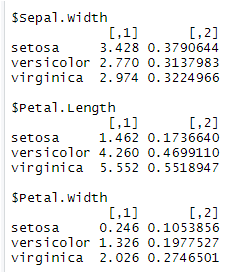 $Sepal.Width
[,1] [,2]
setosa 3.428 0.3790644
versicolor 2.770 0.3137983
virginica 2.974 0.3224966
$Petal.Length
[,1] [,2]
setosa 1.462 0.1736640
versicolor 4.260 0.4699110
virginica 5.552 0.5518947
$Petal.Width
[,1] [,2]
setosa 0.246 0.1053856
versicolor 1.326 0.1977527
virginica 2.026 0.2746501